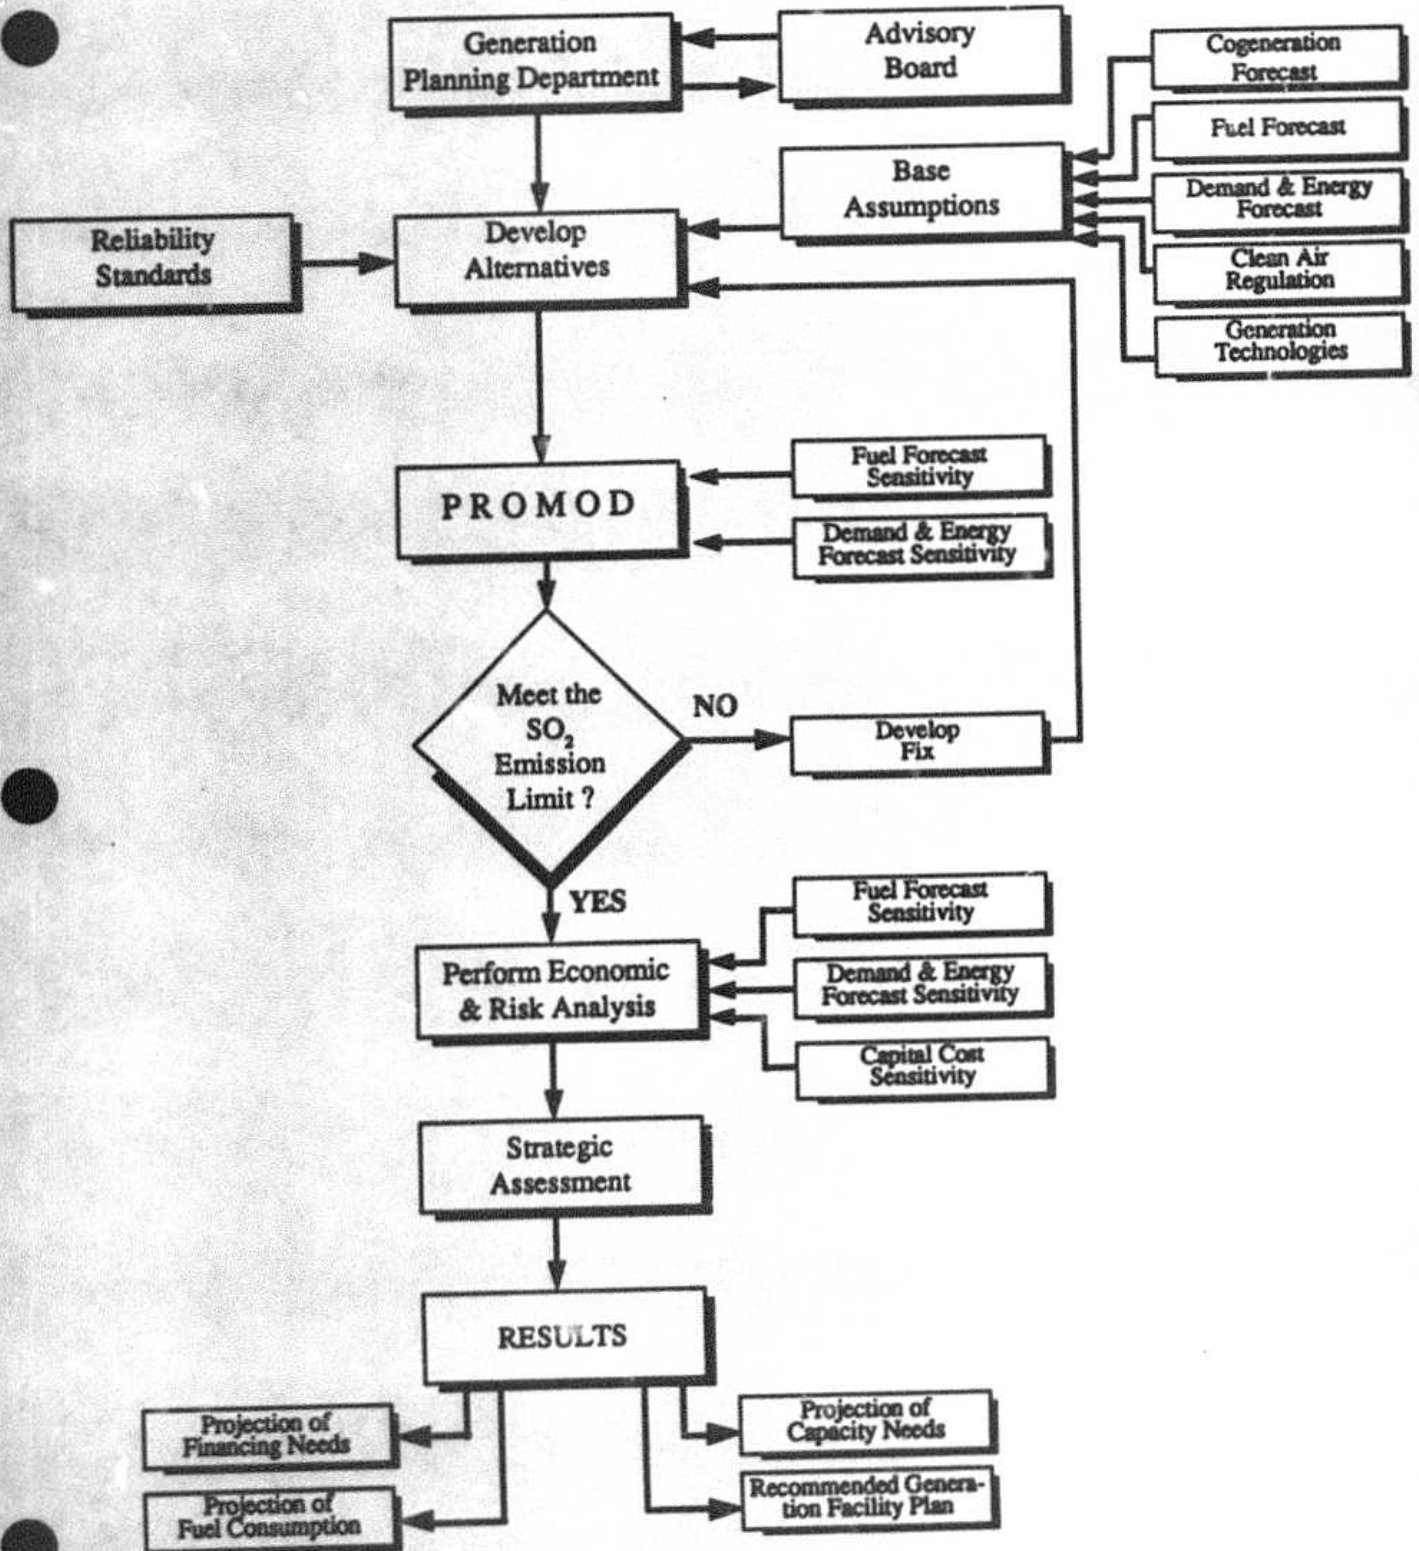 Generation
Planning Department
Advisory
Board
Cogeneration
Forecast
Fuel Forecast
Base
Assumptions
Demand & Energy
Forecast
Reliability
Standards
Develop
Alternatives
Clean Air
Regulation
Generation
Technologies
PROMOD
Fuel Forecast
Sensitivity
Demand & Energy
Forecast Sensitivity
Meet the
SO₂
Emission
Limit ?
NO
Develop
Fix
YES
Perform Economic
& Risk Analysis
Fuel Forecast
Sensitivity
Demand & Energy
Forecast Sensitivity
Capital Cost
Sensitivity
Strategic
Assessment
RESULTS
Projection of
Financing Needs
Projection of
Capacity Needs
Projection of
Fuel Consumption
Recommended Genera-
tion Facility Plan